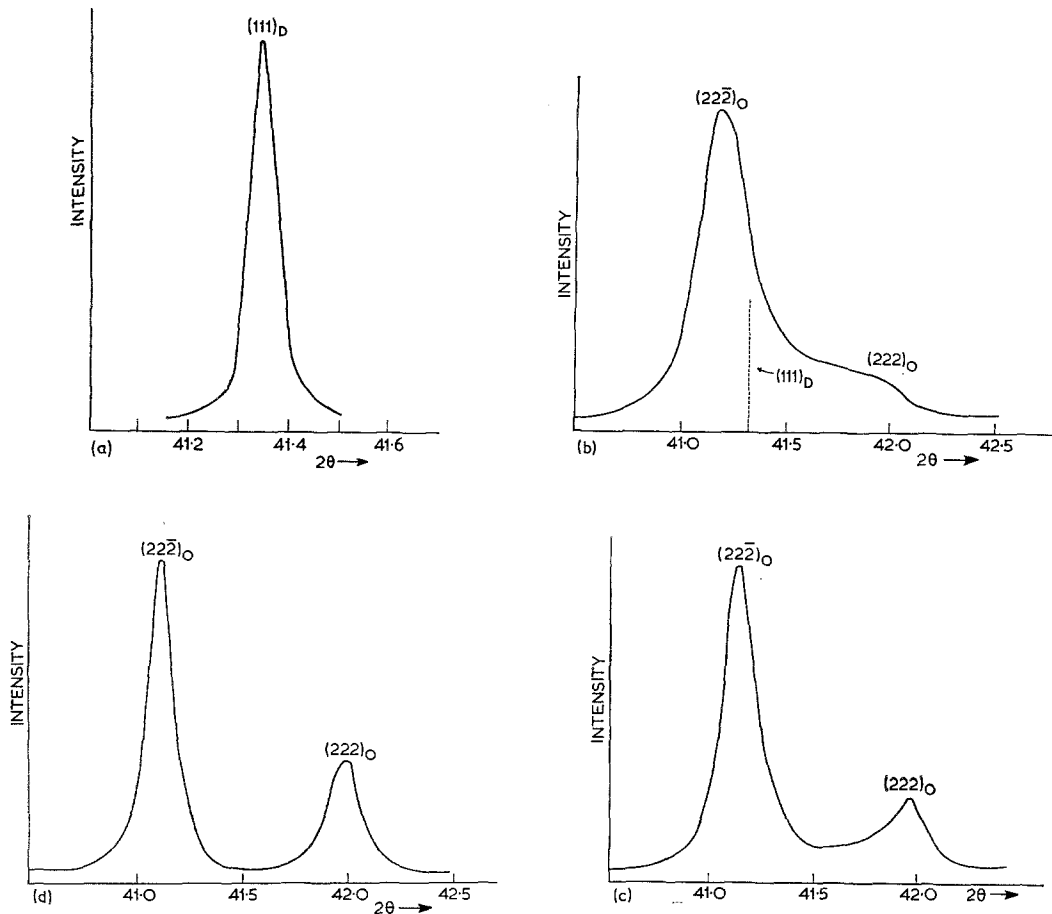 (111)D
INTENSITY
41.2 41.4 41.6
(a)
2θ→
(222̄)O
INTENSITY
(111)D
(222)O
41.0 41.5 42.0 42.5
(b)
2θ→
(222̄)O
INTENSITY
(222)O
41.0 41.5 42.0 42.5
(d)
2θ→
(222̄)O
INTENSITY
(222)O
41.0 41.5 42.0
(c)
2θ→